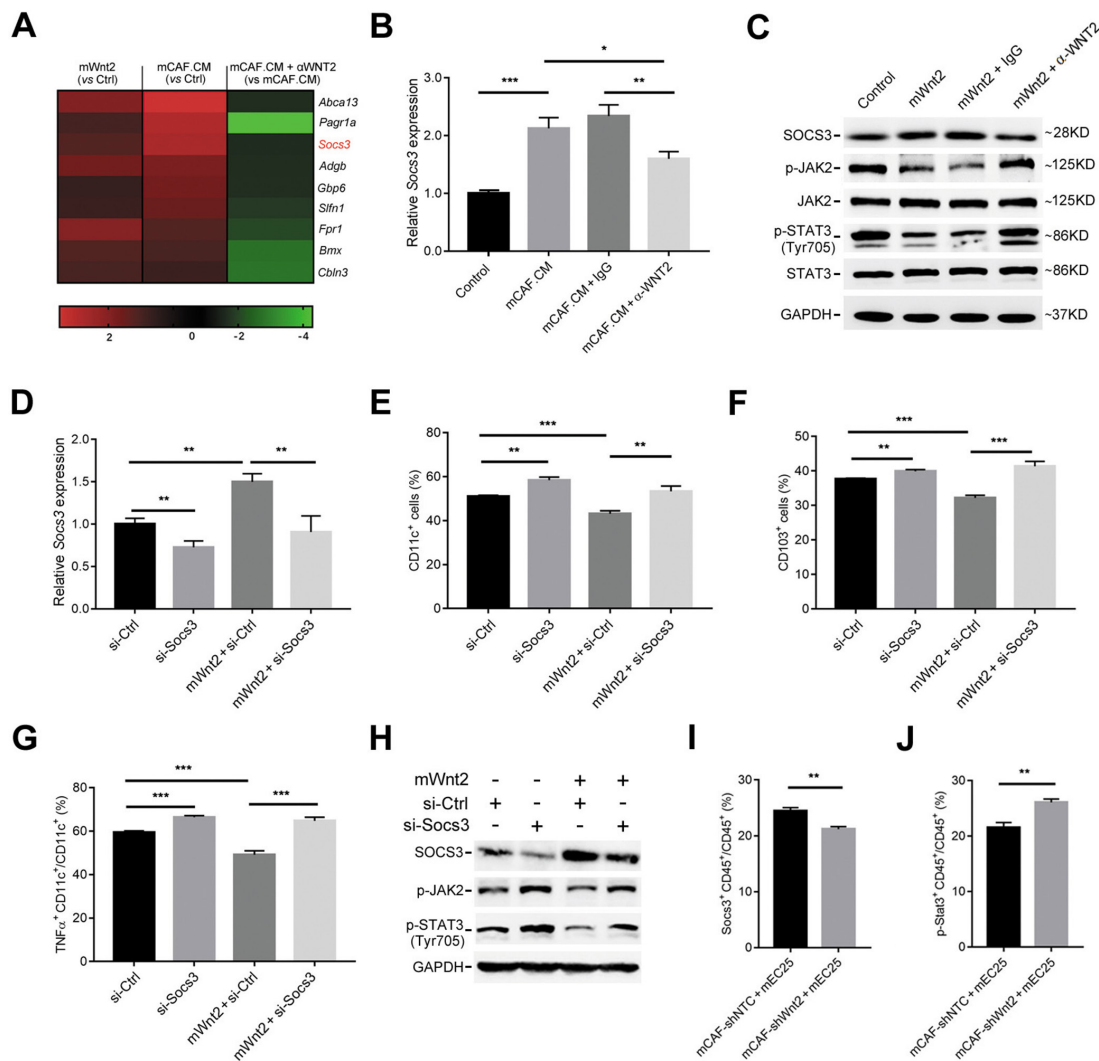 A
mWnt2
(vs Ctrl)
mCAF.CM
(vs Ctrl)
mCAF.CM + αWNT2
(vs mCAF.CM)
Abca13
Pagr1a
Socs3
Adgb
Gbp6
Slfn1
Fpr1
Bmx
Cbln3
2 0 -2 -4
B
Relative Socs3 expression
3.0
2.0
1.0
0.0
***
*
**
Control
mCAF.CM
mCAF.CM+IgG
mCAF.CM + α-WNT2
C
Control
mWnt2
mWnt2 + IgG
mWnt2 + α-WNT2
SOCS3 ~28KD
p-JAK2 ~125KD
JAK2 ~125KD
p-STAT3 ~86KD
(Tyr705)
STAT3 ~86KD
GAPDH ~37KD
D
Relative Socs3 expression
2.0
1.5
1.0
0.5
0.0
**
**
**
si-Ctrl
si-Socs3
mWnt2 + si-Ctrl
mWnt2 + si-Socs3
E
CD11c+ cells (%)
80
60
40
20
0
***
**
**
si-Ctrl
si-Socs3
mWnt2 + si-Ctrl
mWnt2 + si-Socs3
F
CD103+ cells (%)
50
40
30
20
10
0
***
**
***
si-Ctrl
si-Socs3
mWnt2 + si-Ctrl
mWnt2 + si-Socs3
G
TNFα+ CD11c+/CD11c+ (%)
80
60
40
20
0
***
***
***
si-Ctrl
si-Socs3
mWnt2 + si-Ctrl
mWnt2 + si-Socs3
H
mWnt2 - - + +
si-Ctrl + - + -
si-Socs3 - + - +
SOCS3
p-JAK2
p-STAT3
(Tyr705)
GAPDH
I
Socs3+ CD45+/CD45+ (%)
30
20
10
0
**
mCAF-shNTC + mEC25
mCAF-shWnt2 + mEC25
J
p-Stat3+ CD45+/CD45+ (%)
30
20
10
0
**
mCAF-shNTC + mEC25
mCAF-shWnt2 + mEC25